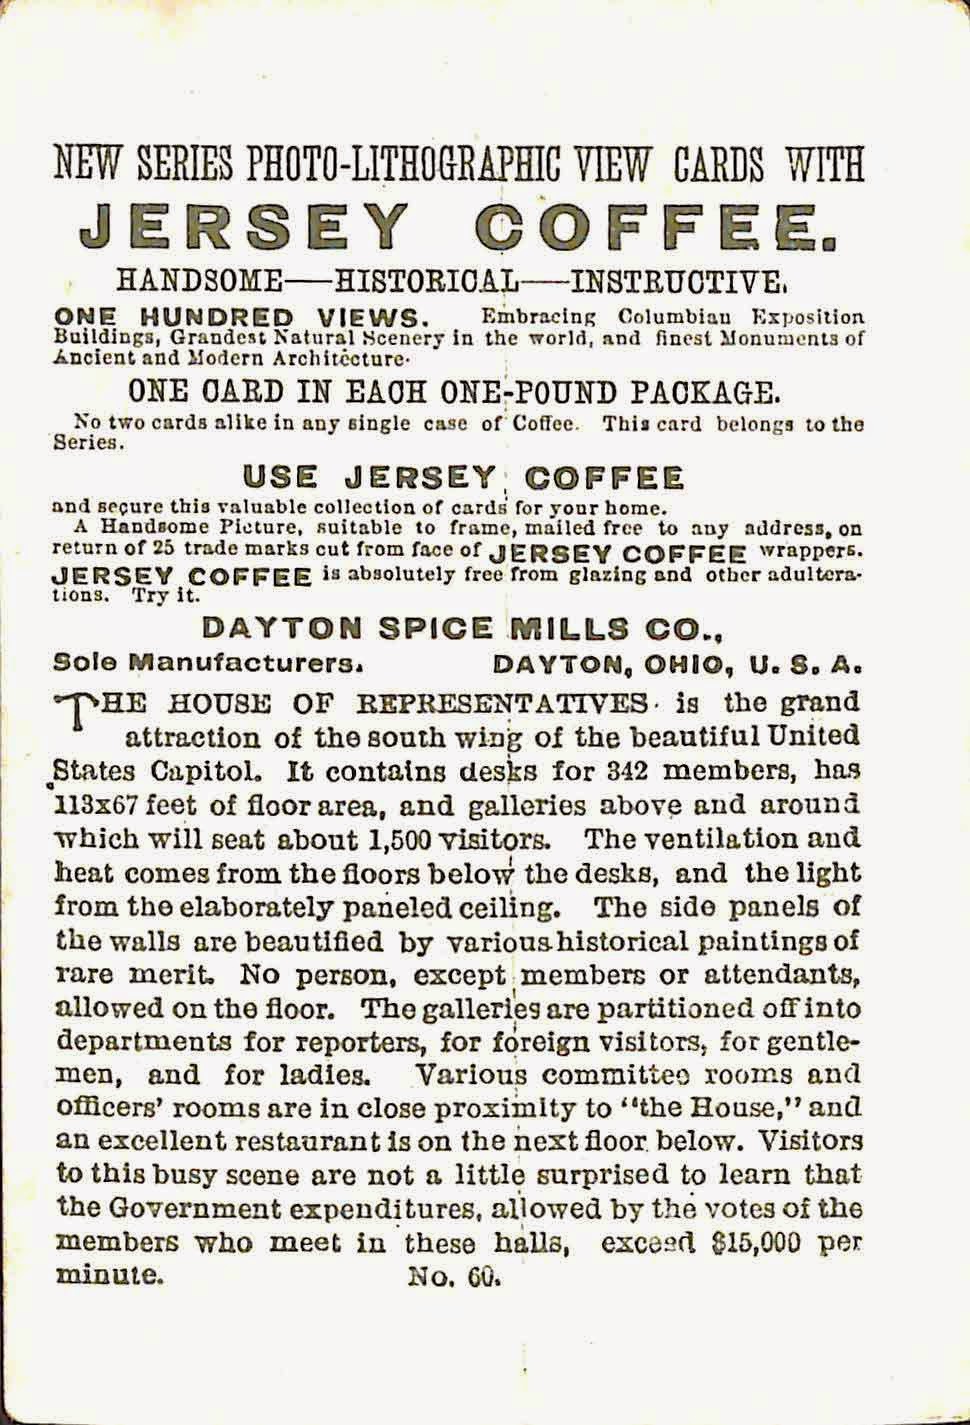 NEW SERIES PHOTO-LITHOGRAPHIC VIEW CARDS WITH
JERSEY COFFEE.
HANDSOME—HISTORICAL—INSTRUCTIVE.
ONE HUNDRED VIEWS. Embracing Columbian Exposition
Buildings, Grandest Natural Scenery in the world, and finest Monuments of
Ancient and Modern Architecture.
ONE CARD IN EACH ONE-POUND PACKAGE.
No two cards alike in any single case of Coffee. This card belongs to the
Series.
USE JERSEY COFFEE
and secure this valuable collection of cards for your home.
A Handsome Picture, suitable to frame, mailed free to any address, on
return of 25 trade marks cut from face of JERSEY COFFEE wrappers.
JERSEY COFFEE is absolutely free from glazing and other adultera-
tions. Try it.
DAYTON SPICE MILLS CO.,
Sole Manufacturers. DAYTON, OHIO, U. S. A.
THE HOUSE OF REPRESENTATIVES is the grand
attraction of the south wing of the beautiful United
States Capitol. It contains desks for 342 members, has
113x67 feet of floor area, and galleries above and around
which will seat about 1,500 visitors. The ventilation and
heat comes from the floors below the desks, and the light
from the elaborately paneled ceiling. The side panels of
the walls are beautified by various historical paintings of
rare merit. No person, except members or attendants,
allowed on the floor. The galleries are partitioned off into
departments for reporters, for foreign visitors, for gentle-
men, and for ladies. Various committee rooms and
officers' rooms are in close proximity to "the House," and
an excellent restaurant is on the next floor below. Visitors
to this busy scene are not a little surprised to learn that
the Government expenditures, allowed by the votes of the
members who meet in these halls, exceed $15,000 per
minute. No. 60.